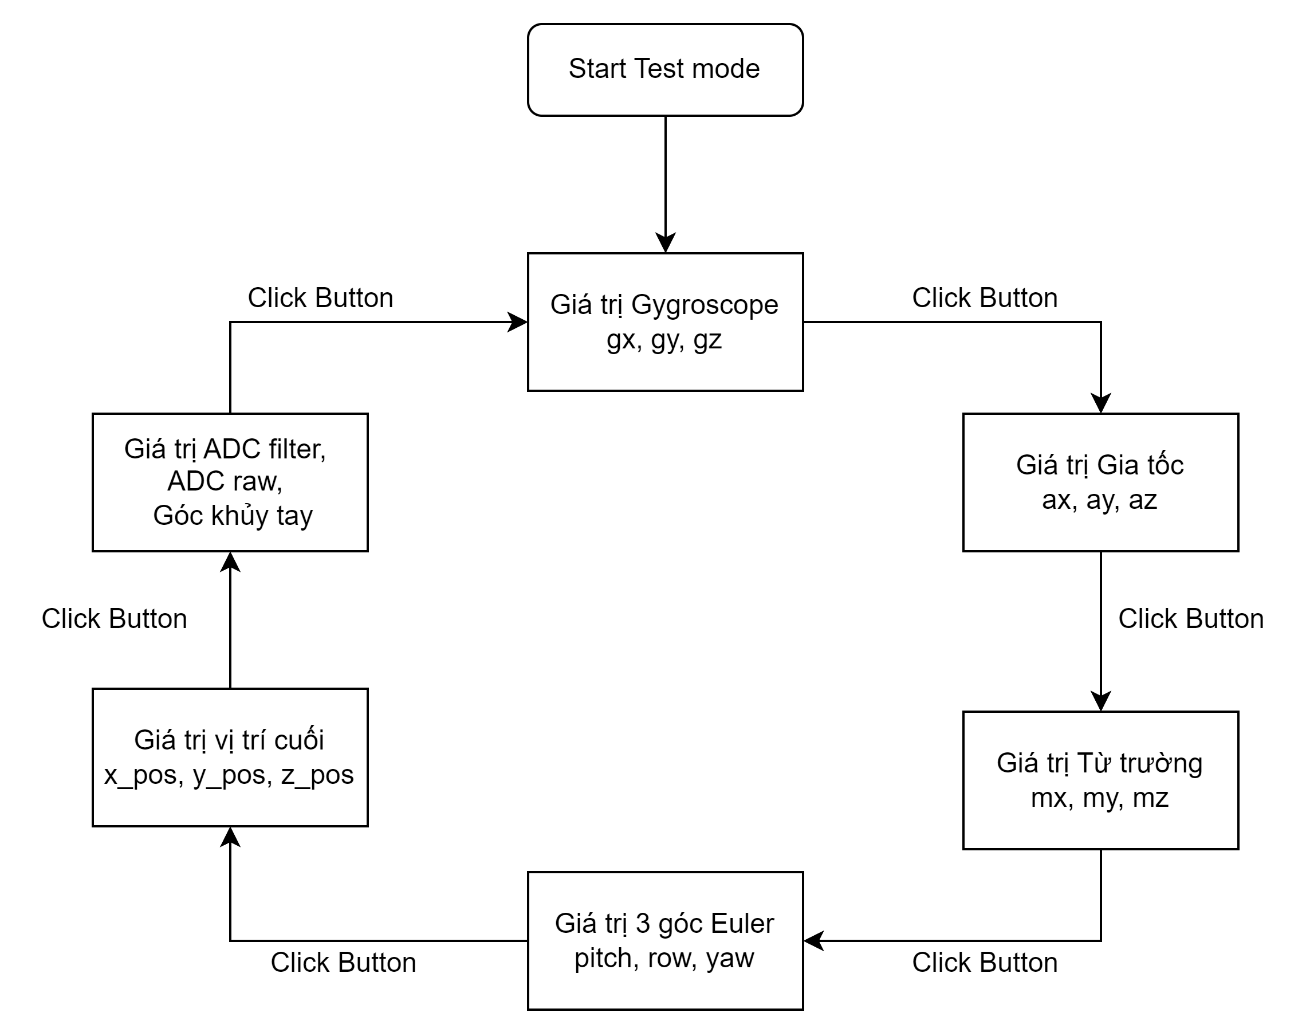 Start Test mode
Click Button
Giá trị Gygroscope
gx, gy, gz
Click Button
Giá trị ADC filter,
ADC raw,
Góc khủy tay
Giá trị Gia tốc
ax, ay, az
Click Button
Click Button
Giá trị vị trí cuối
x_pos, y_pos, z_pos
Giá trị Từ trường
mx, my, mz
Giá trị 3 góc Euler
pitch, row, yaw
Click Button
Click Button